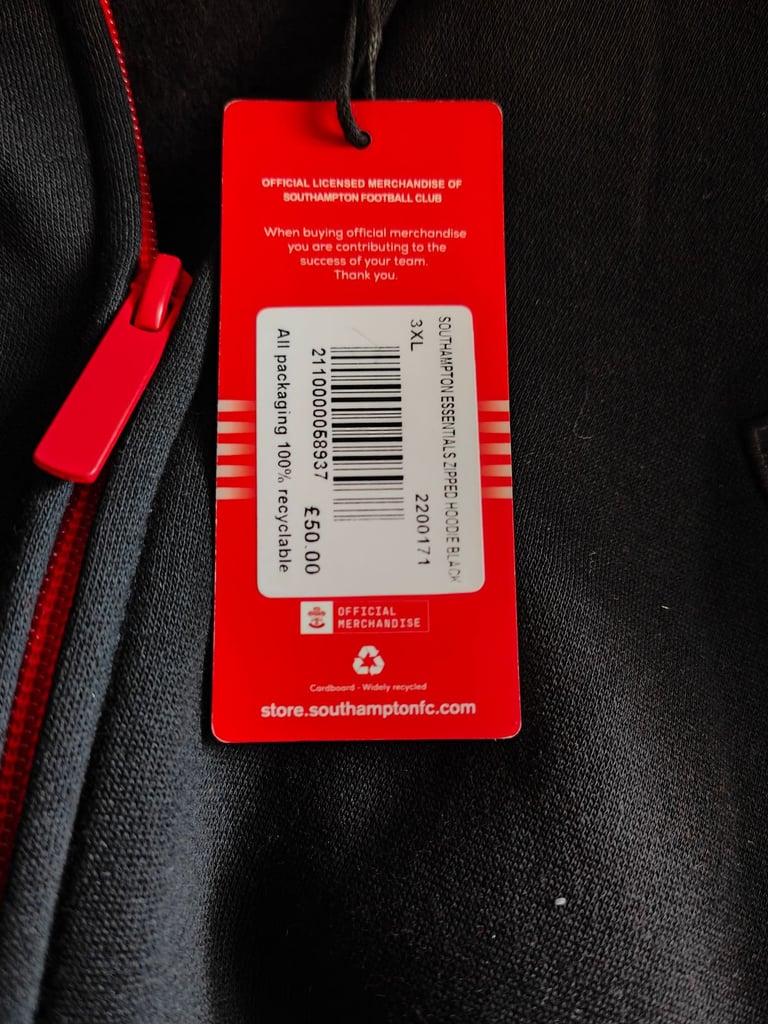 OFFICIAL LICENSED MERCHANDISE OF
SOUTHAMPTON FOOTBALL CLUB
When buying official merchandise
you are contributing to the
success of your team.
Thank you.
SOUTHAMPTON ESSENTIALS ZIPPED HOODIE BLACK
3XL 2200171
2110000058937 £50.00
All packaging 100% recyclable
OFFICIAL
MERCHANDISE
Cardboard - Widely recycled
store.southamptonfc.com